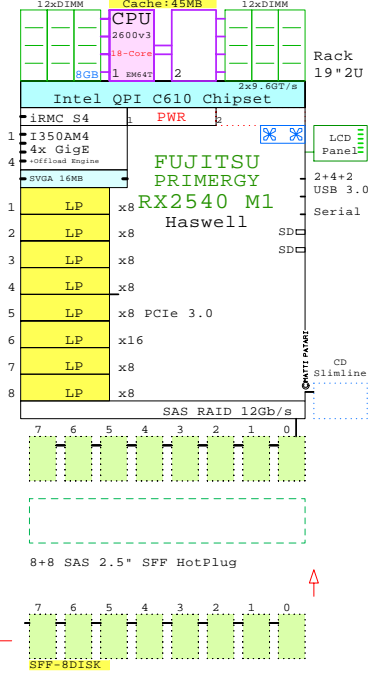 12xDIMM Cache:45MB 12xDIMM
CPU
2600v3
18-Core
8GB 1 EM64T 2
Rack
19"2U
2x9.6GT/s
Intel QPI C610 Chipset
iRMC S4 1 PWR 2
1 I350AM4
4x GigE
4 +Offload Engine
LCD
Panel
SVGA 16MB
FUJITSU
PRIMERGY
RX2540 M1
Haswell
2+4+2
USB 3.0
Serial
SD
SD
1 LP x8
2 LP x8
3 LP x8
4 LP x8
5 LP x8 PCIe 3.0
6 LP x16
7 LP x8
8 LP x8
©MATTI PATARI
CD
Slimline
SAS RAID 12Gb/s
7 6 5 4 3 2 1 0
8+8 SAS 2.5" SFF HotPlug
7 6 5 4 3 2 1 0
SFF-8DISK